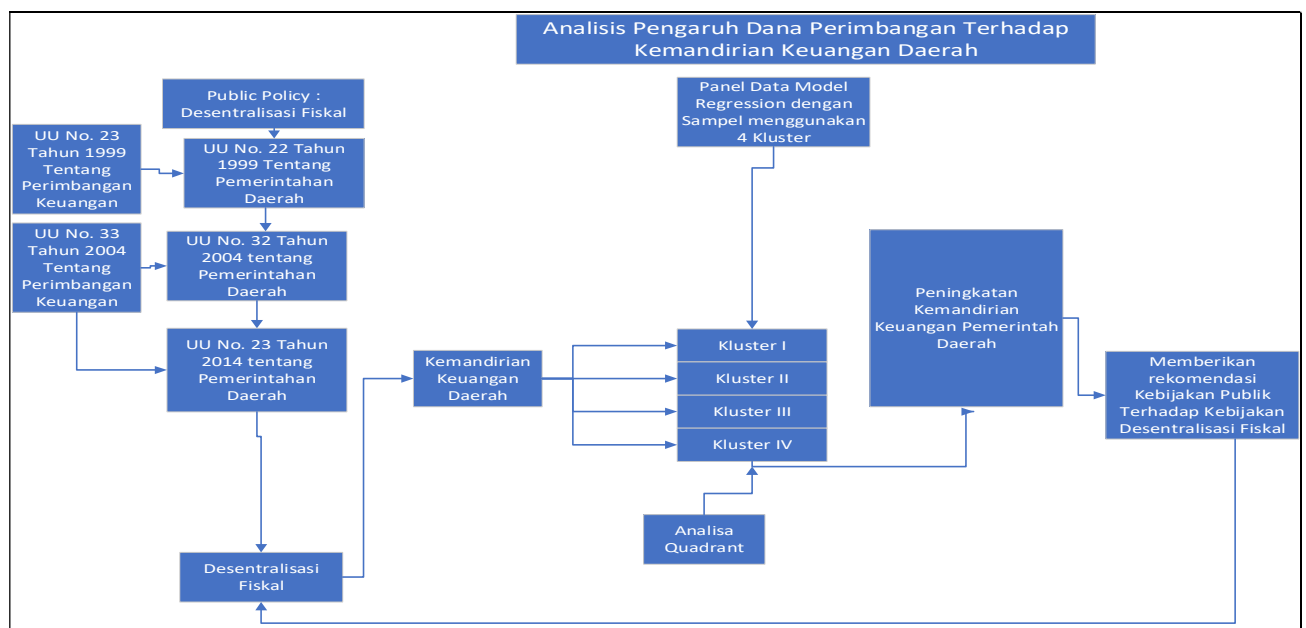 Analisis Pengaruh Dana Perimbangan Terhadap
Kemandirian Keuangan Daerah
Public Policy :
Desentralisasi Fiskal
UU No. 23
Tahun 1999
Tentang
Perimbangan
Keuangan
UU No. 22 Tahun
1999 Tentang
Pemerintahan
Daerah
UU No. 33
Tahun 2004
Tentang
Perimbangan
Keuangan
UU No. 32 Tahun
2004 tentang
Pemerintahan
Daerah
UU No. 23 Tahun
2014 tentang
Pemerintahan
Daerah
Desentralisasi
Fiskal
Kemandirian
Keuangan
Daerah
Panel Data Model
Regression dengan
Sampel menggunakan
4 Kluster
Kluster I
Kluster II
Kluster III
Kluster IV
Analisa
Quadrant
Peningkatan
Kemandirian
Keuangan Pemerintah
Daerah
Memberikan
rekomendasi
Kebijakan Publik
Terhadap Kebijakan
Desentralisasi Fiskal